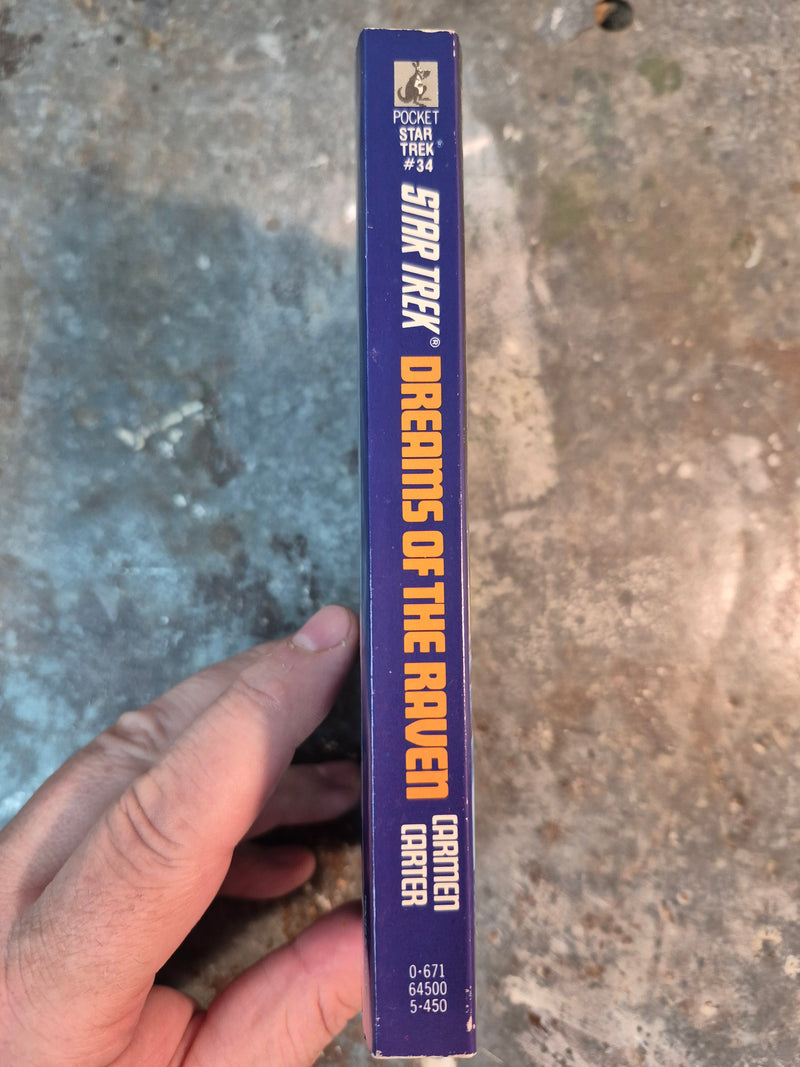 POCKET
STAR
TREK®
#34
STAR TREK®
DREAMS OF THE RAVEN
CARMEN
CARTER
0-671
64500
5-450